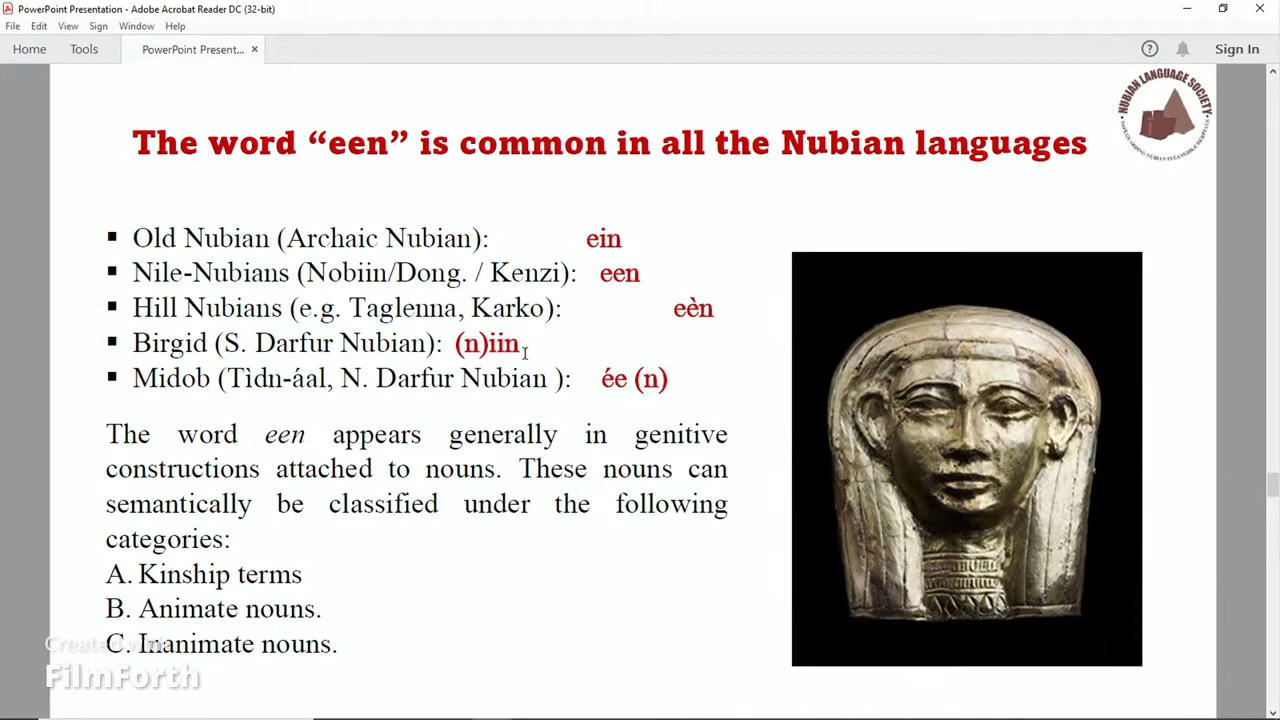 PowerPoint Presentation - Adobe Acrobat Reader DC (32-bit)
File Edit View Sign Window Help
Home Tools PowerPoint Present... × Sign In
NUBIAN LANGUAGE SOCIETY
The word “een” is common in all the Nubian languages
▪ Old Nubian (Archaic Nubian): ein
▪ Nile-Nubians (Nobiin/Dong. / Kenzi): een
▪ Hill Nubians (e.g. Taglenna, Karko): eèn
▪ Birgid (S. Darfur Nubian): (n)iin
▪ Midob (Tìdn-áal, N. Darfur Nubian ): ée (n)
The word een appears generally in genitive
constructions attached to nouns. These nouns can
semantically be classified under the following
categories:
A. Kinship terms
B. Animate nouns.
C. Inanimate nouns.
Created with
FilmForth